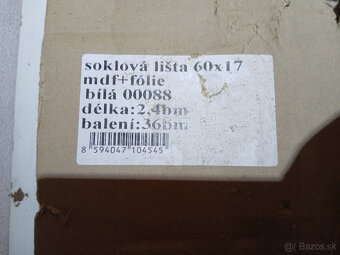 soklová lišta 60x17
mdf+fólie
bílá 00088
délka:2,4bm
balení:36bm
8 594047 104545
© Bazos.sk